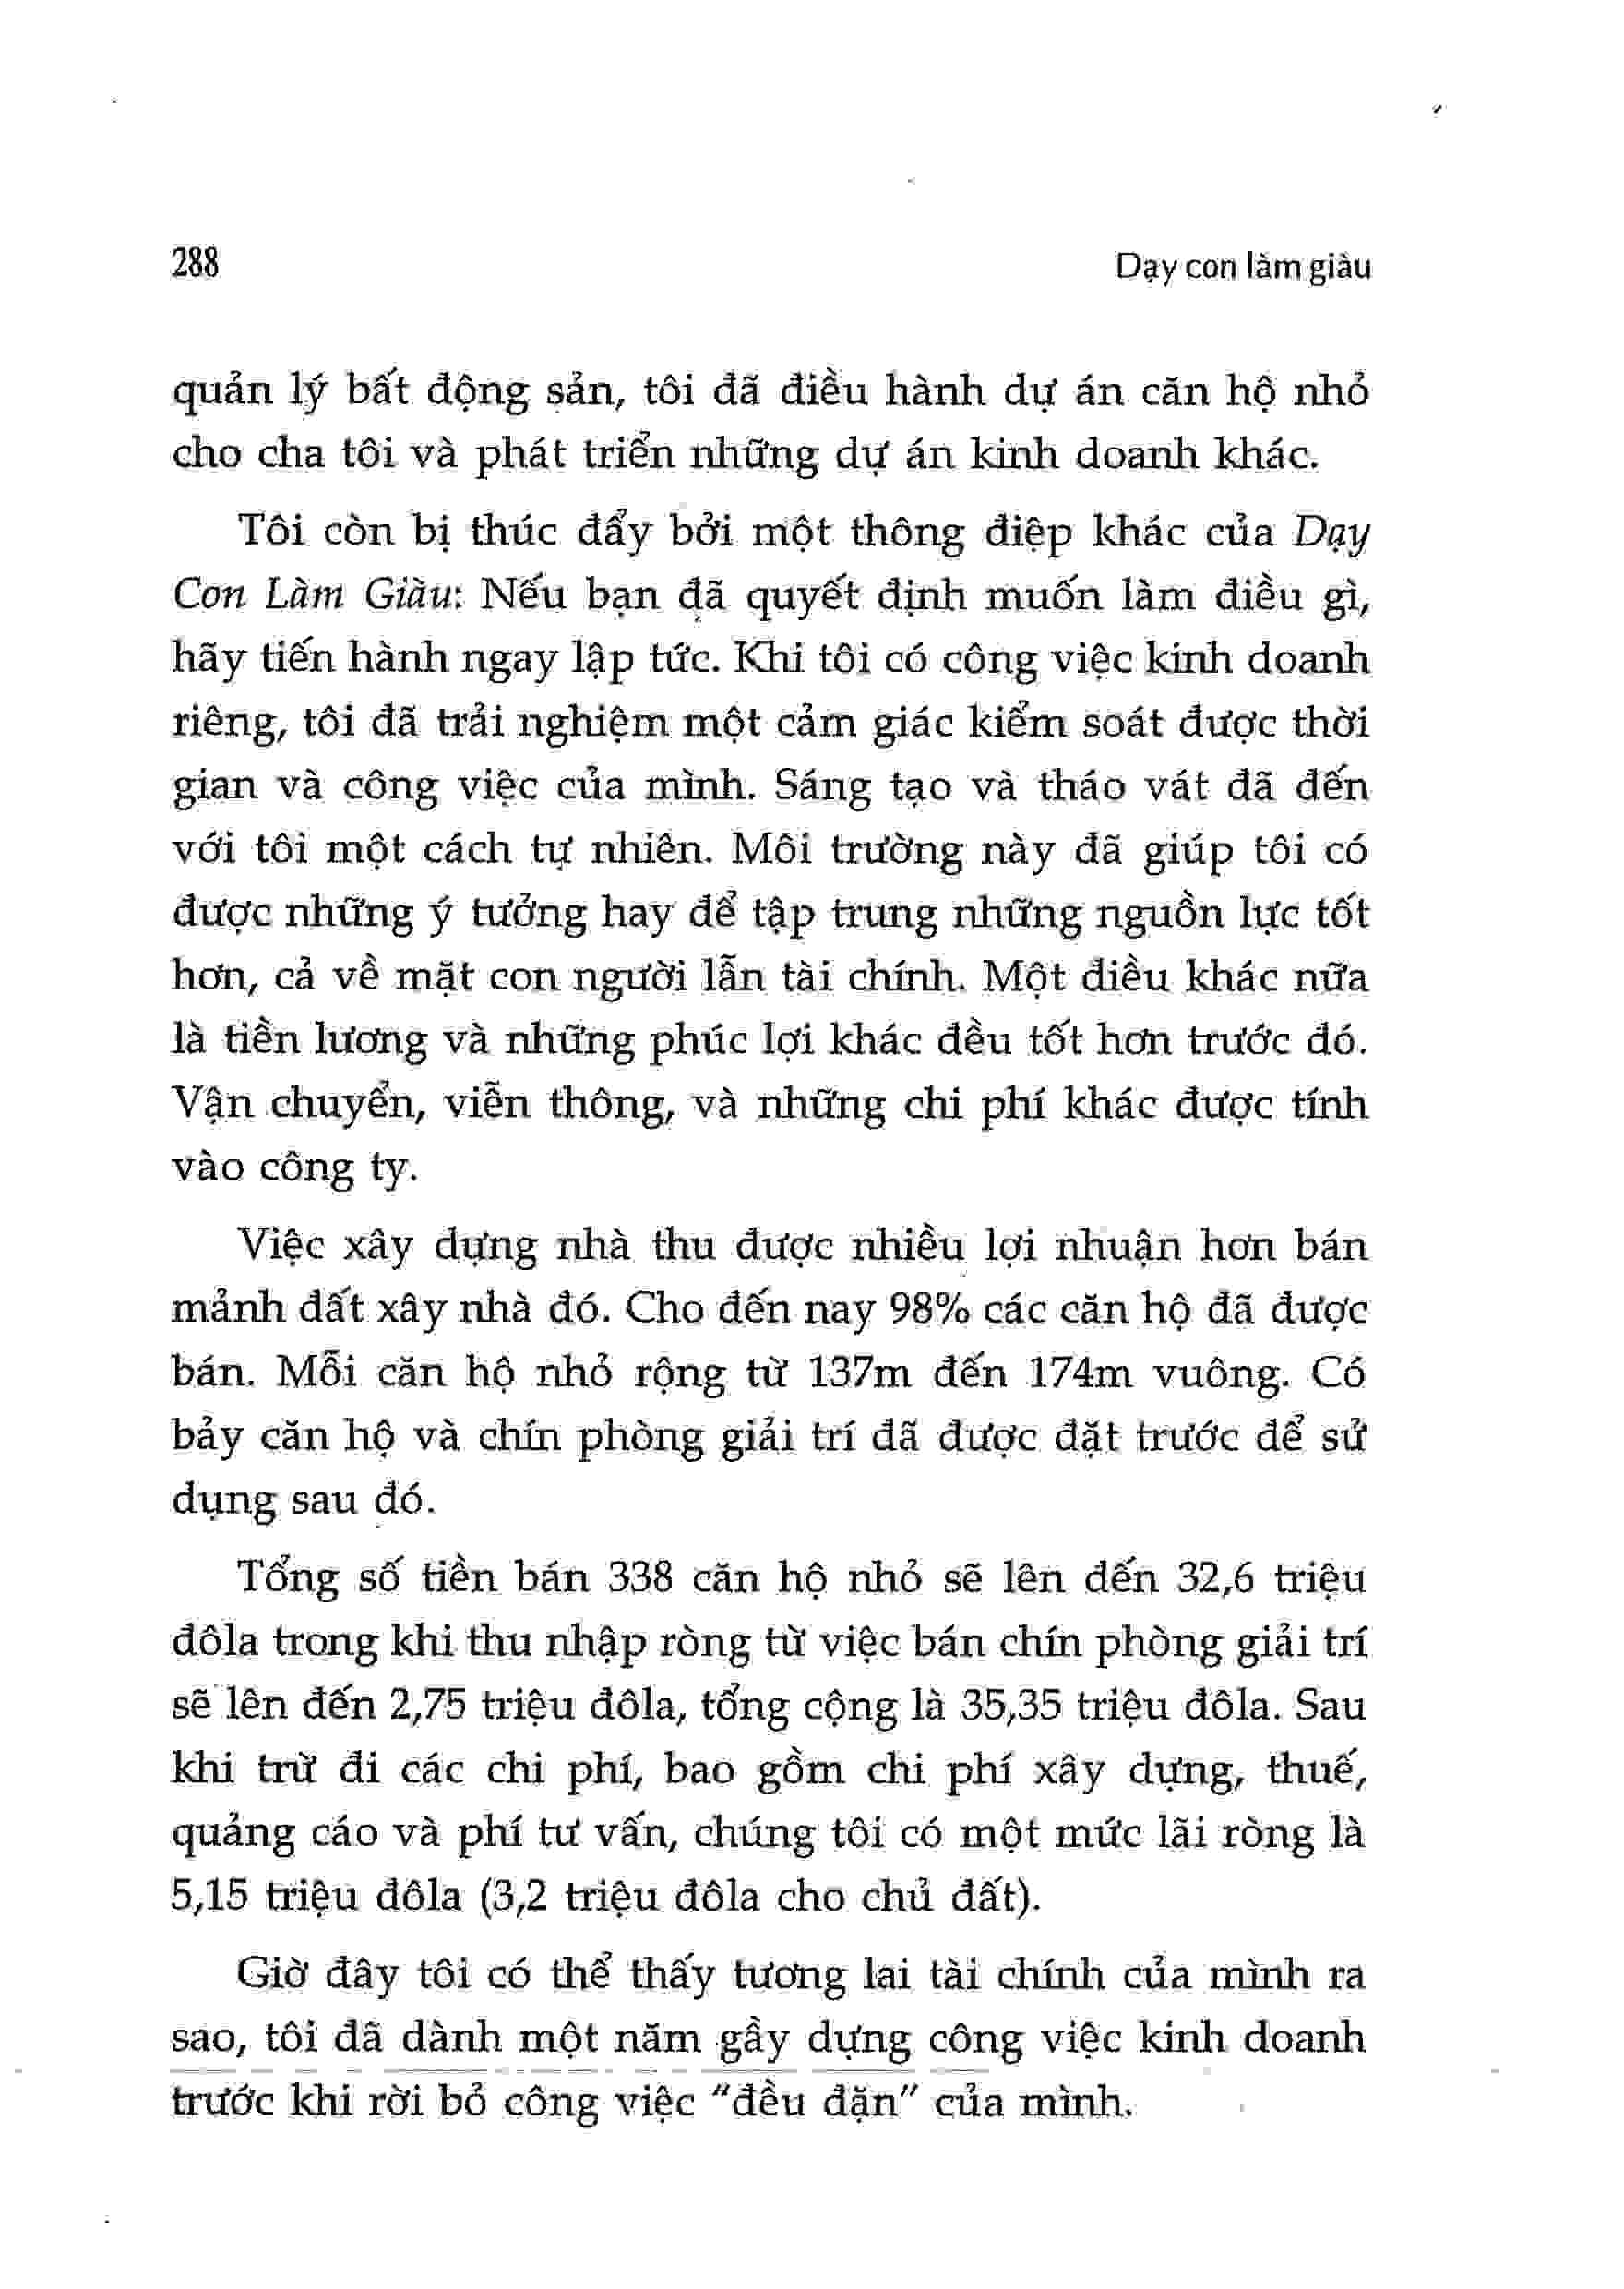 288
Dạy con làm giàu
quản lý bất động sản, tôi đã điều hành dự án căn hộ nhỏ
cho cha tôi và phát triển những dự án kinh doanh khác.
Tôi còn bị thúc đẩy bởi một thông điệp khác của Dạy
Con Làm Giàu: Nếu bạn đã quyết định muốn làm điều gì,
hãy tiến hành ngay lập tức. Khi tôi có công việc kinh doanh
riêng, tôi đã trải nghiệm một cảm giác kiểm soát được thời
gian và công việc của mình. Sáng tạo và tháo vát đã đến
với tôi một cách tự nhiên. Môi trường này đã giúp tôi có
được những ý tưởng hay để tập trung những nguồn lực tốt
hơn, cả về mặt con người lẫn tài chính. Một điều khác nữa
là tiền lương và những phúc lợi khác đều tốt hơn trước đó.
Vận chuyển, viễn thông, và những chi phí khác được tính
vào công ty.
Việc xây dựng nhà thu được nhiều lợi nhuận hơn bán
mảnh đất xây nhà đó. Cho đến nay 98% các căn hộ đã được
bán. Mỗi căn hộ nhỏ rộng từ 137m đến 174m vuông. Có
bảy căn hộ và chín phòng giải trí đã được đặt trước để sử
dụng sau đó.
Tổng số tiền bán 338 căn hộ nhỏ sẽ lên đến 32,6 triệu
đôla trong khi thu nhập ròng từ việc bán chín phòng giải trí
sẽ lên đến 2,75 triệu đôla, tổng cộng là 35,35 triệu đôla. Sau
khi trừ đi các chi phí, bao gồm chi phí xây dựng, thuế,
quảng cáo và phí tư vấn, chúng tôi có một mức lãi ròng là
5,15 triệu đôla (3,2 triệu đôla cho chủ đất).
Giờ đây tôi có thể thấy tương lai tài chính của mình ra
sao, tôi đã dành một năm gầy dựng công việc kinh doanh
trước khi rời bỏ công việc "đều đặn" của mình.